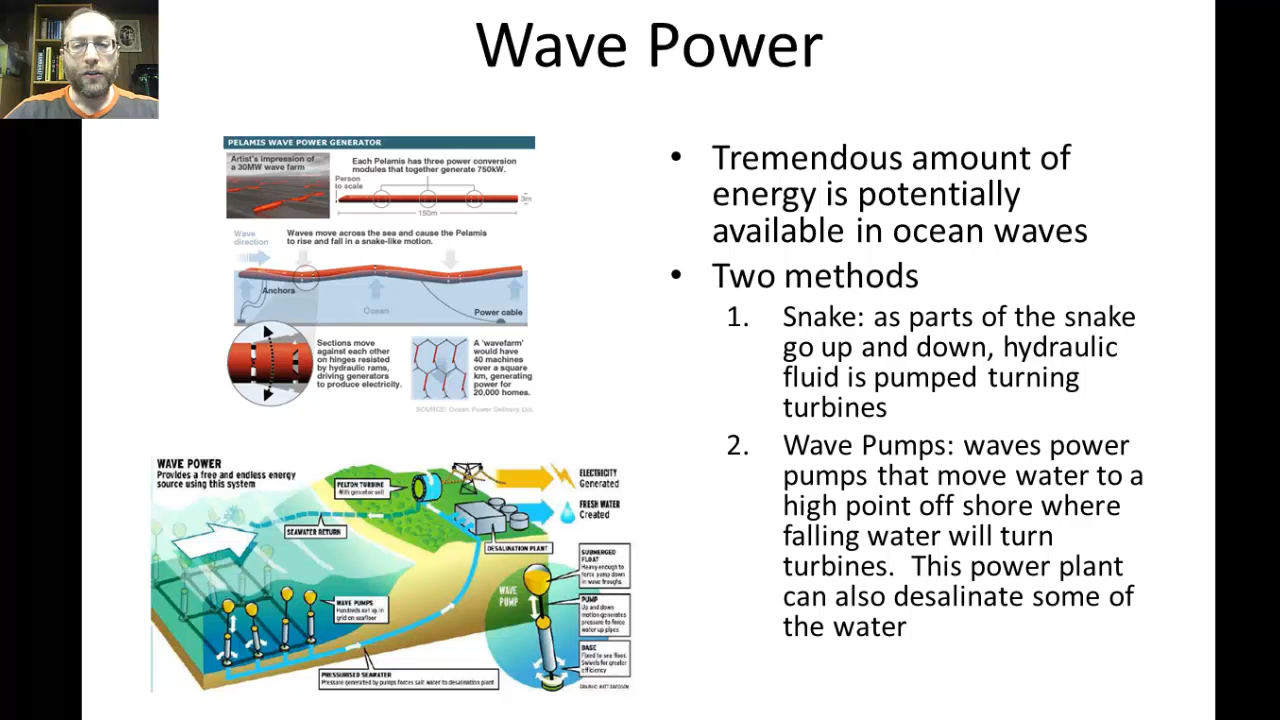 Wave Power
PELAMIS WAVE POWER GENERATOR
Artist's impression of
a 30MW wave farm
Each Pelamis has three power conversion
modules that together generate 750kW.
Person
to scale
3m
150m
Wave
direction
Waves move across the sea and cause the Pelamis
to rise and fall in a snake-like motion.
Anchors
Ocean
Power cable
Sections move
against each other
on hinges resisted
by hydraulic rams,
driving generators
to produce electricity.
A 'wavefarm'
would have
40 machines
over a square
km, generating
power for
20,000 homes.
SOURCE: Ocean Power Delivery Ltd.
WAVE POWER
Provides a free and endless energy
source using this system
PELTON TURBINE
With generator sell
ELECTRICITY
Generated
FRESH WATER
Created
SEAWATER RETURN
DESALINATION PLANT
SUBMERGED
FLOAT
Heavy enough to
force pump down
in wave troughs
WAVE
PUMP
PUMP
Up and down
motion generates
pressure to force
water up pipes
WAVE PUMPS
Hundreds set up in
grid on seafloor
BASE
Fixed to sea floor.
Swivels for greater
efficiency
PRESSURISED SEAWATER
Pressure generated by pumps forces salt water to desalination plant
GRAPHIC: MATT DAVIDSON
• Tremendous amount of
energy is potentially
available in ocean waves
• Two methods
1. Snake: as parts of the snake
go up and down, hydraulic
fluid is pumped turning
turbines
2. Wave Pumps: waves power
pumps that move water to a
high point off shore where
falling water will turn
turbines. This power plant
can also desalinate some of
the water